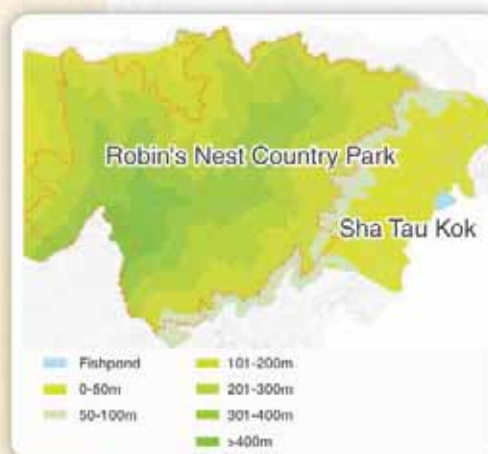 Robin's Nest Country Park
Sha Tau Kok
Fishpond
0-50m
50-100m
101-200m
201-300m
301-400m
>400m